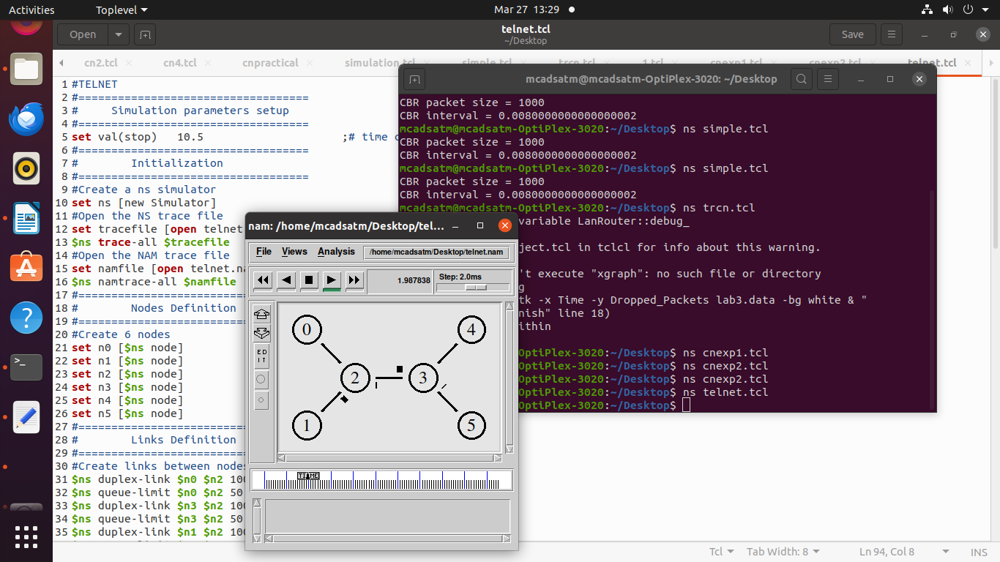 Activities
Toplevel
Mar 27 13:29
Open
telnet.tcl
~/Desktop
Save
cn2.tcl
cn4.tcl
cnpractical
simulation.tcl
simple.tcl
trcn.tcl
1.tcl
cnexp1.tcl
cnexp2.tcl
telnet.tcl
1 #TELNET
2 #===================================
3 #     Simulation parameters setup
4 #===================================
5 set val(stop)   10.5                         ;# time
6 #===================================
7 #        Initialization
8 #===================================
9 #Create a ns simulator
10 set ns [new Simulator]
11 #Open the NS trace file
12 set tracefile [open telnet
13 $ns trace-all $tracefile
14 #Open the NAM trace file
15 set namfile [open telnet.na
16 $ns namtrace-all $namfile
17 #==========================
18 #        Nodes Definition
19 #==========================
20 #Create 6 nodes
21 set n0 [$ns node]
22 set n1 [$ns node]
23 set n2 [$ns node]
24 set n3 [$ns node]
25 set n4 [$ns node]
26 set n5 [$ns node]
27 #==========================
28 #        Links Definition
29 #==========================
30 #Create links between nodes
31 $ns duplex-link $n0 $n2 100
32 $ns queue-limit $n0 $n2 50
33 $ns duplex-link $n3 $n2 100
34 $ns queue-limit $n3 $n2 50
35 $ns duplex-link $n1 $n2 100
mcadsatm@mcadsatm-OptiPlex-3020: ~/Desktop
CBR packet size = 1000
CBR interval = 0.0080000000000000002
mcadsatm@mcadsatm-OptiPlex-3020:~/Desktop$ ns simple.tcl
CBR packet size = 1000
CBR interval = 0.0080000000000000002
mcadsatm@mcadsatm-OptiPlex-3020:~/Desktop$ ns simple.tcl
CBR packet size = 1000
CBR interval = 0.0080000000000000002
mcadsatm@mcadsatm-OptiPlex-3020:~/Desktop$ ns trcn.tcl
variable LanRouter::debug_
ject.tcl in tclcl for info about this warning.
't execute "xgraph": no such file or directory
g
tk -x Time -y Dropped_Packets lab3.data -bg white & "
nish" line 18)
ithin
OptiPlex-3020:~/Desktop$ ns cnexp1.tcl
OptiPlex-3020:~/Desktop$ ns cnexp2.tcl
OptiPlex-3020:~/Desktop$ ns cnexp2.tcl
OptiPlex-3020:~/Desktop$ ns telnet.tcl
OptiPlex-3020:~/Desktop$
nam: /home/mcadsatm/Desktop/tel...
File Views Analysis /home/mcadsatm/Desktop/telnet.nam
1.987838
Step: 2.0ms
ED
IT
0
4
2
3
1
5
TIME
Tcl
Tab Width: 8
Ln 94, Col 8
INS